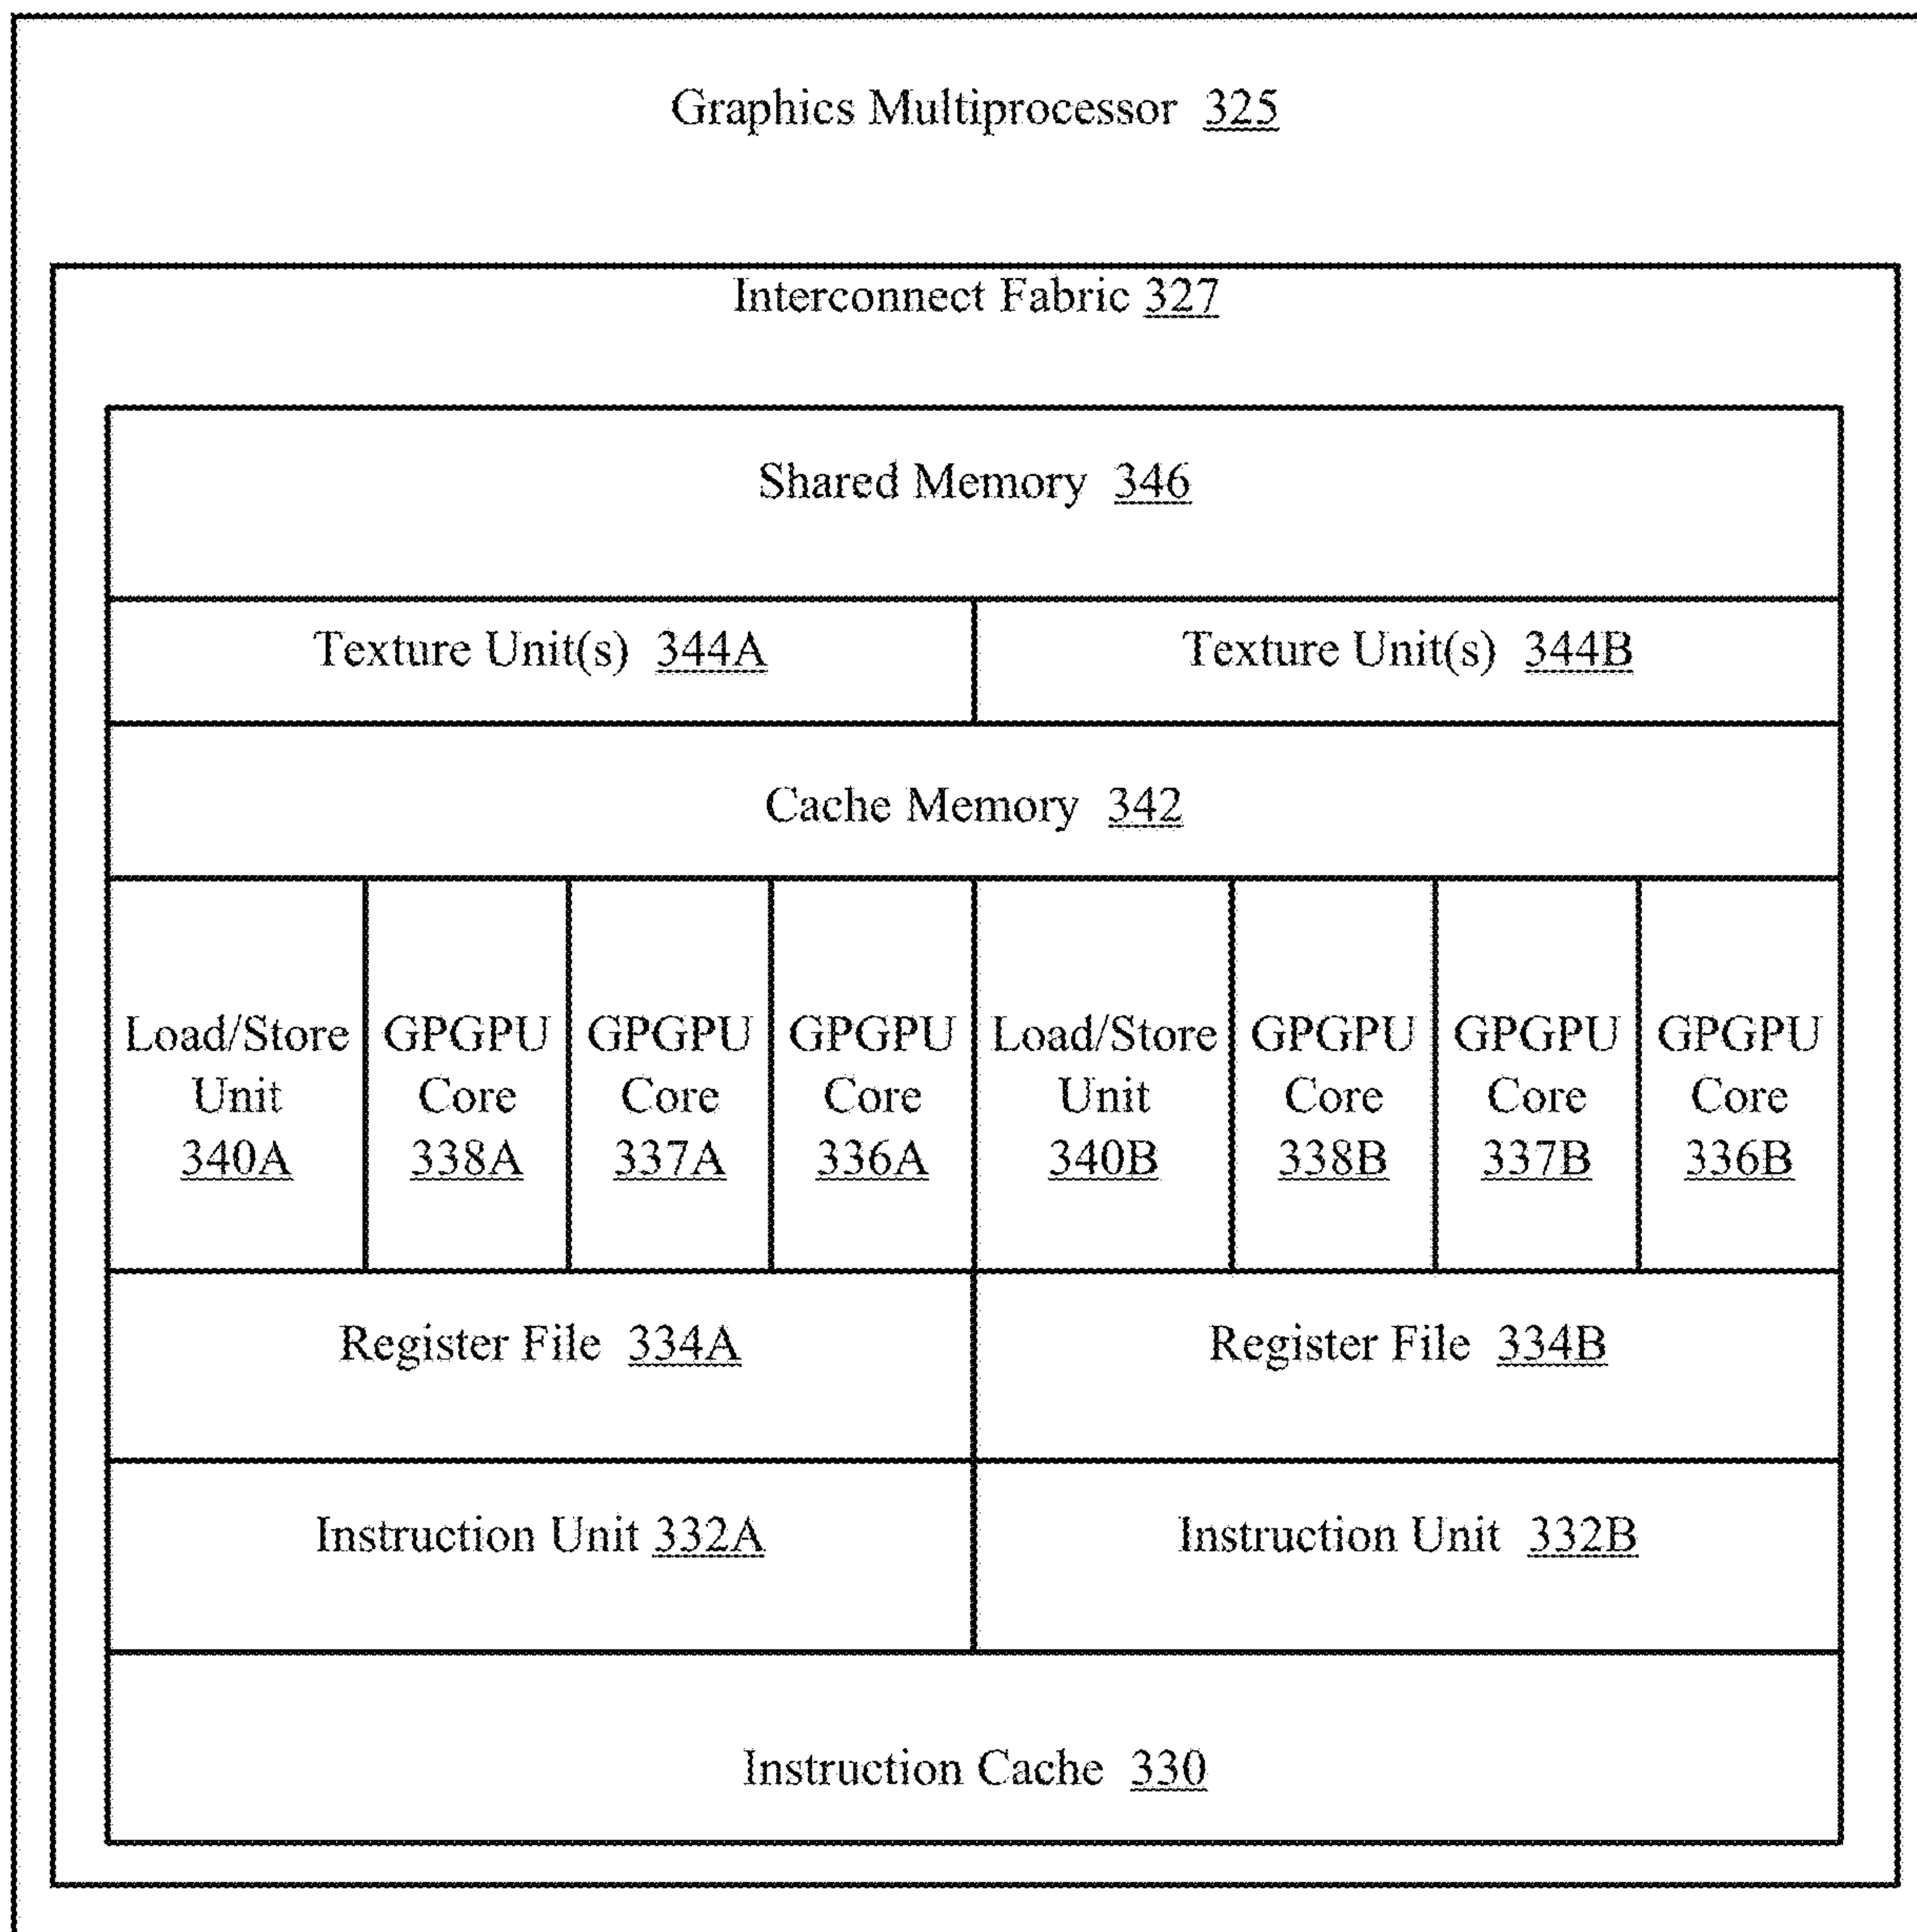 Graphics Multiprocessor 325
Interconnect Fabric 327
Shared Memory 346
Texture Unit(s) 344A
Texture Unit(s) 344B
Cache Memory 342
Load/Store
Unit
340A
GPGPU
Core
338A
GPGPU
Core
337A
GPGPU
Core
336A
Load/Store
Unit
340B
GPGPU
Core
338B
GPGPU
Core
337B
GPGPU
Core
336B
Register File 334A
Register File 334B
Instruction Unit 332A
Instruction Unit 332B
Instruction Cache 330